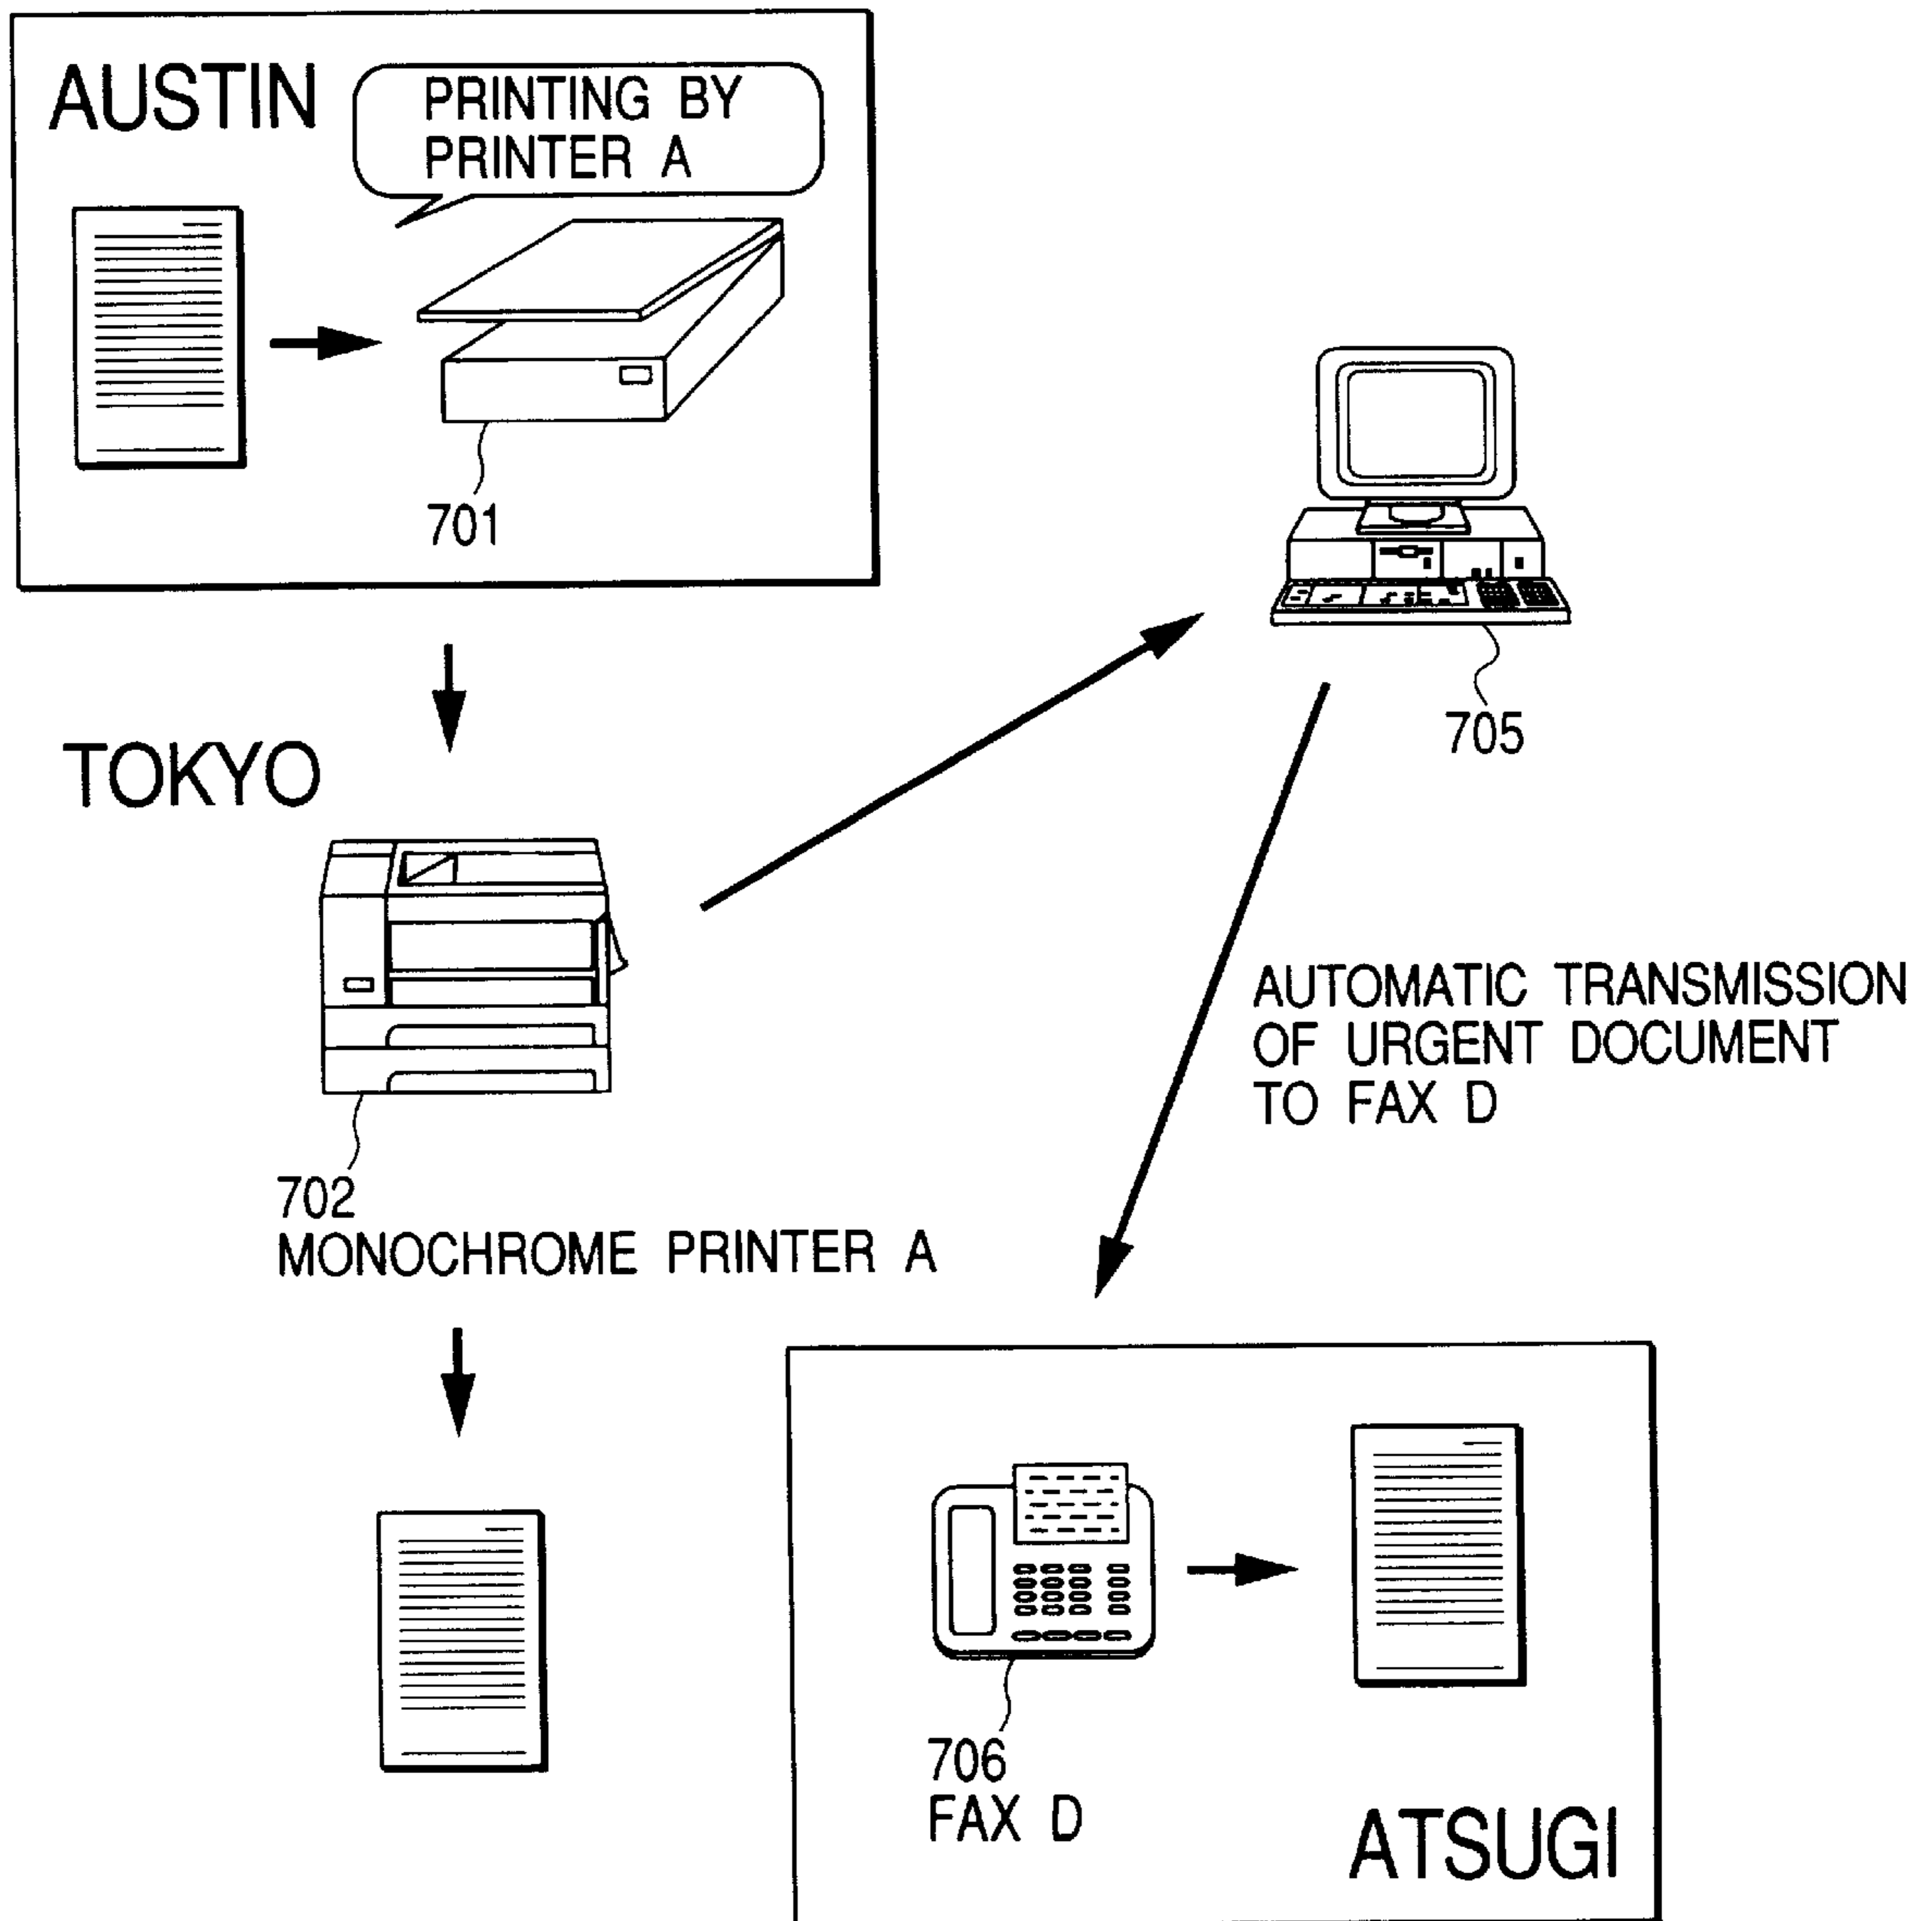 AUSTIN
PRINTING BY
PRINTER A
701
705
TOKYO
AUTOMATIC TRANSMISSION
OF URGENT DOCUMENT
TO FAX D
702
MONOCHROME PRINTER A
706
FAX D
ATSUGI